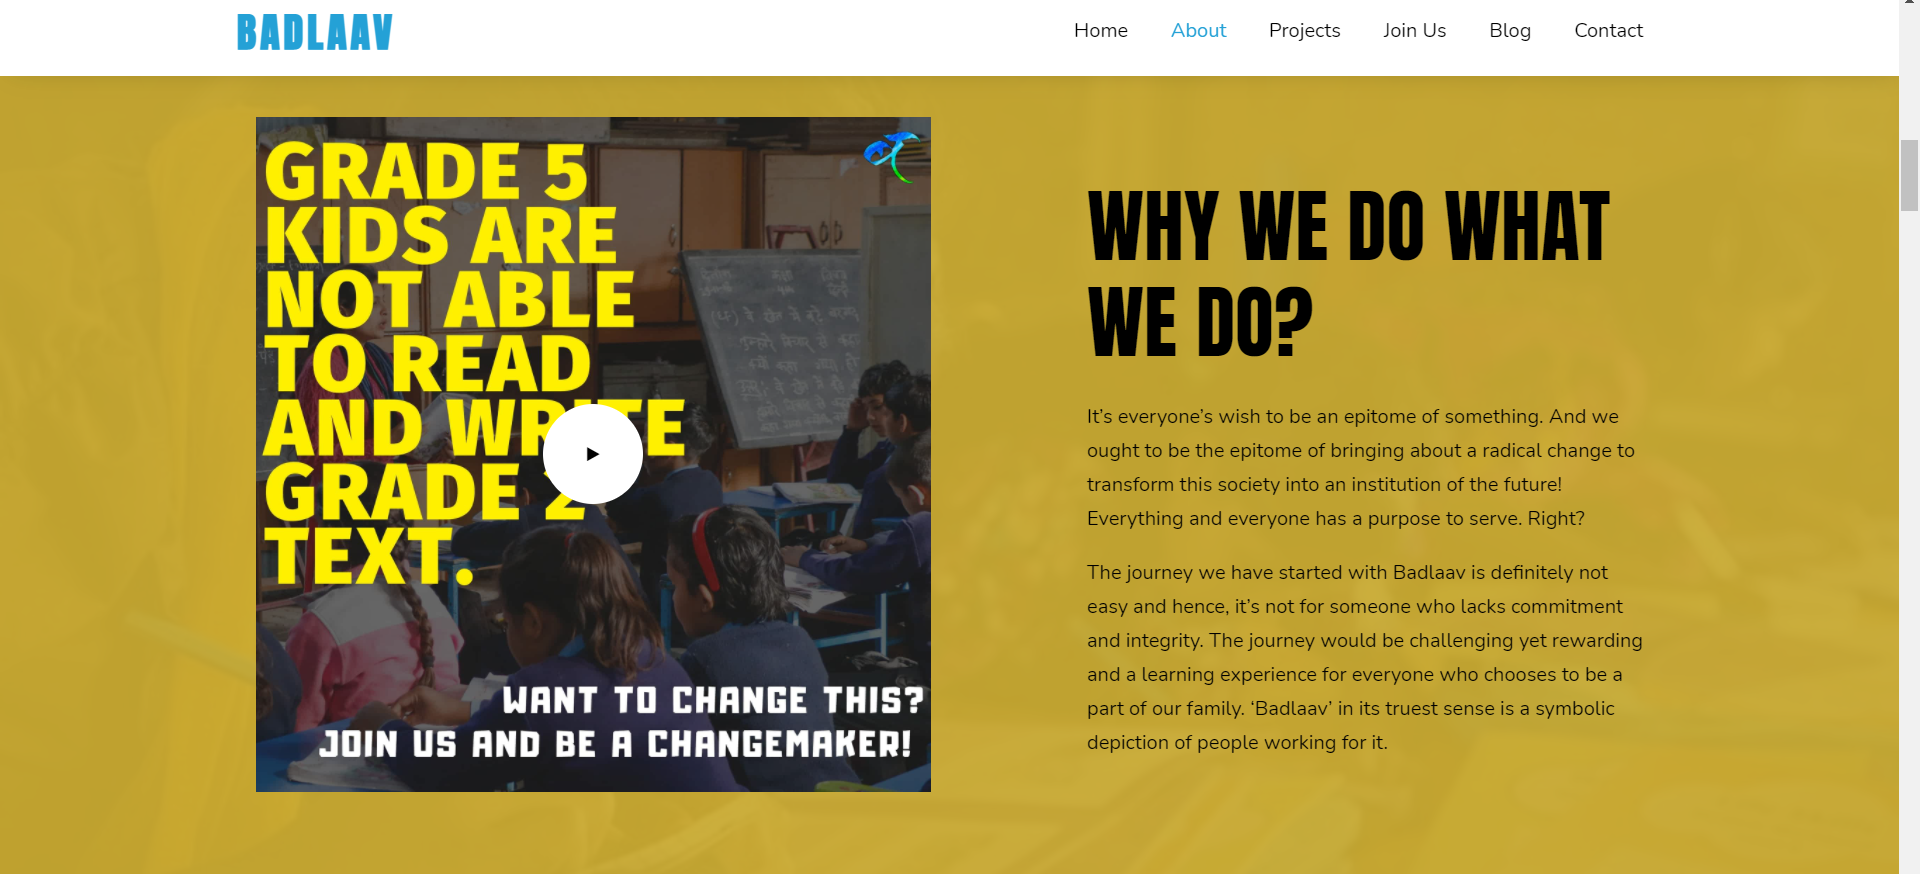 BADLAAV
Home About Projects Join Us Blog Contact
GRADE 5
KIDS ARE
NOT ABLE
TO READ
AND WRITE
GRADE 2
TEXT.
WANT TO CHANGE THIS?
JOIN US AND BE A CHANGEMAKER!
WHY WE DO WHAT
WE DO?
It’s everyone’s wish to be an epitome of something. And we
ought to be the epitome of bringing about a radical change to
transform this society into an institution of the future!
Everything and everyone has a purpose to serve. Right?
The journey we have started with Badlaav is definitely not
easy and hence, it’s not for someone who lacks commitment
and integrity. The journey would be challenging yet rewarding
and a learning experience for everyone who chooses to be a
part of our family. ‘Badlaav’ in its truest sense is a symbolic
depiction of people working for it.